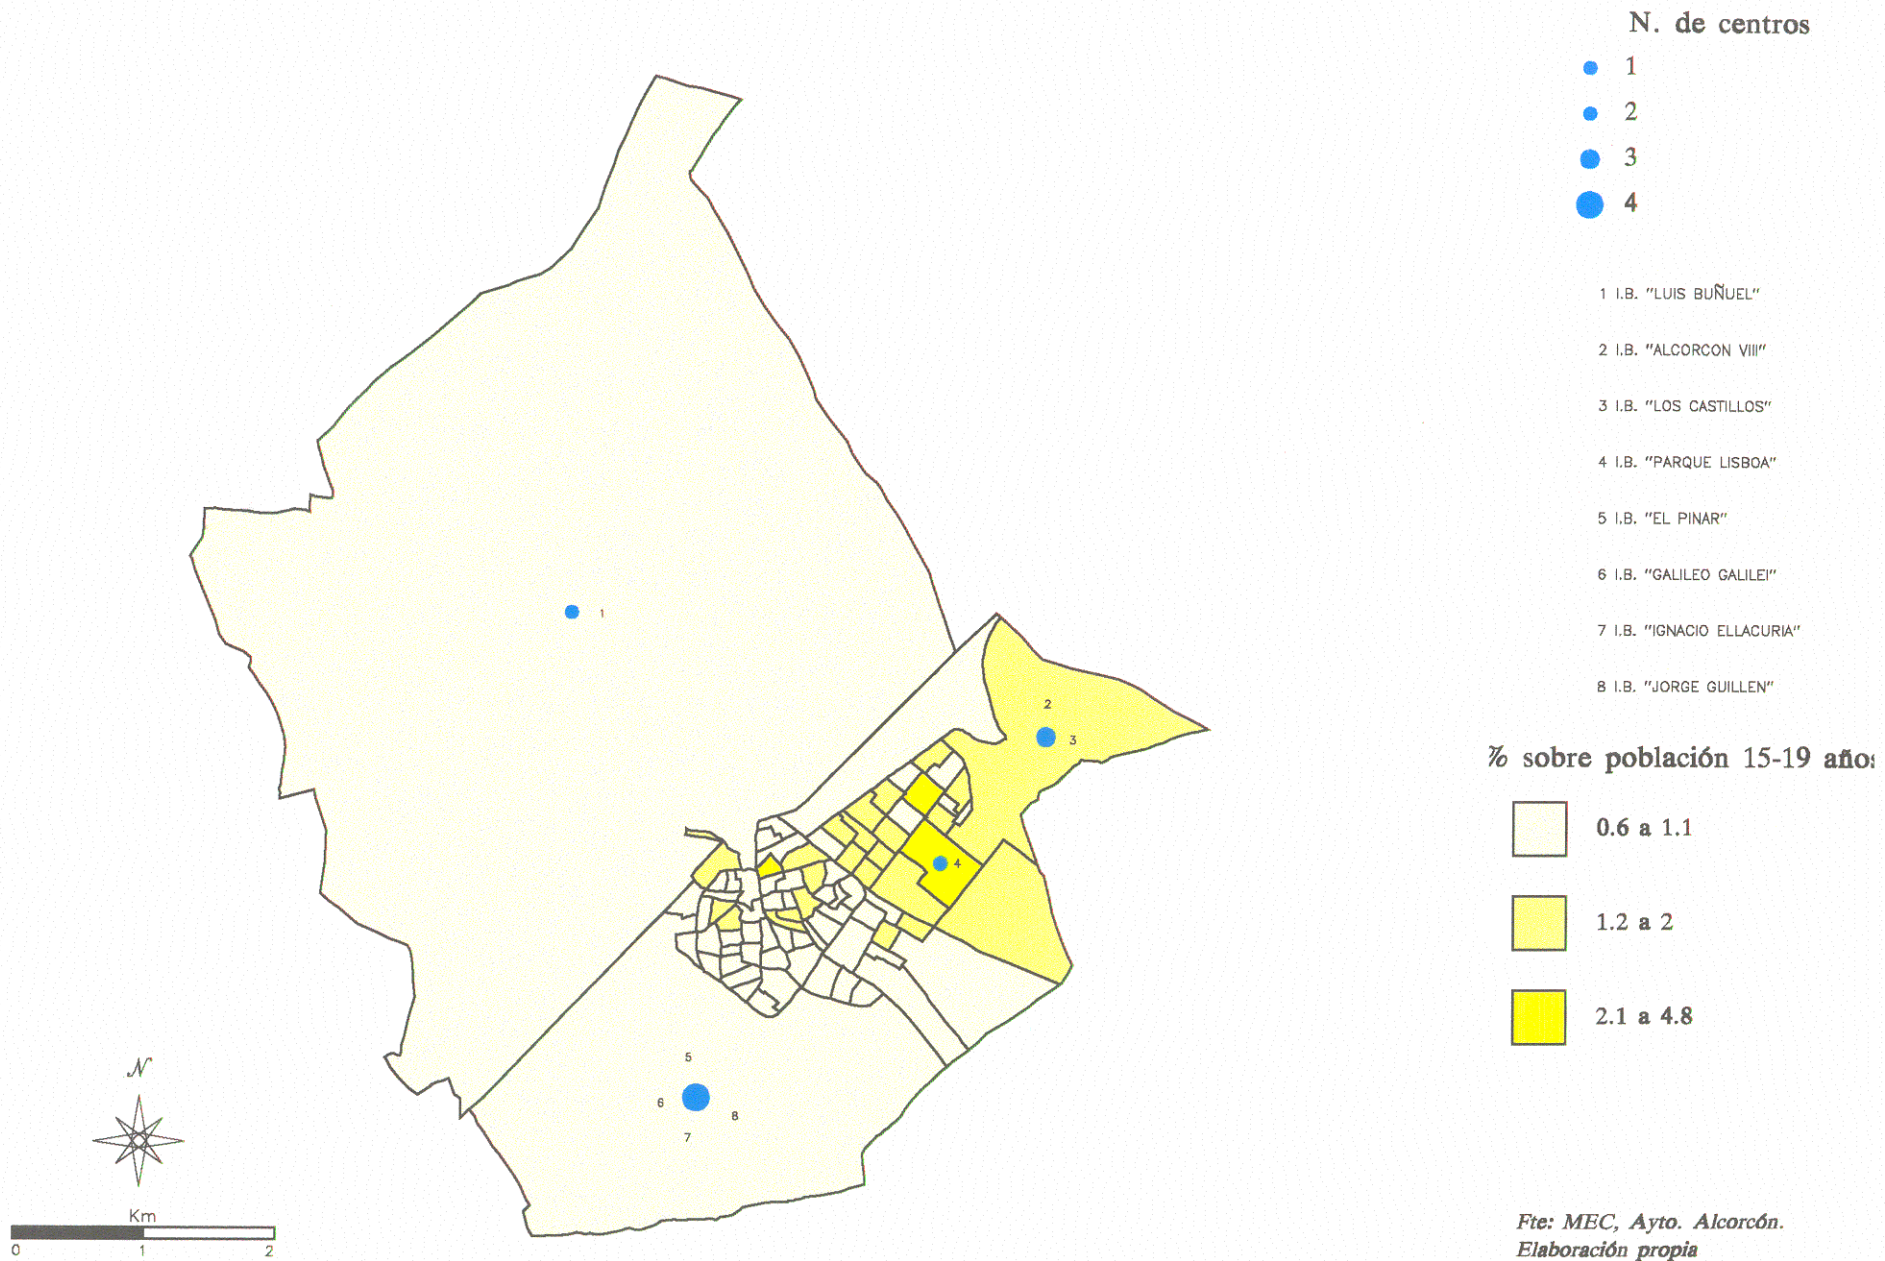 N. de centros
1
2
3
4
1 I.B. "LUIS BUÑUEL"
2 I.B. "ALCORCON VIII"
3 I.B. "LOS CASTILLOS"
4 I.B. "PARQUE LISBOA"
5 I.B. "EL PINAR"
6 I.B. "GALILEO GALILEI"
7 I.B. "IGNACIO ELLACURIA"
8 I.B. "JORGE GUILLEN"
% sobre población 15-19 años
0.6 a 1.1
1.2 a 2
2.1 a 4.8
1
2
3
4
5
6
8
7
N
Km
0 1 2
Fte: MEC, Ayto. Alcorcón.
Elaboración propia